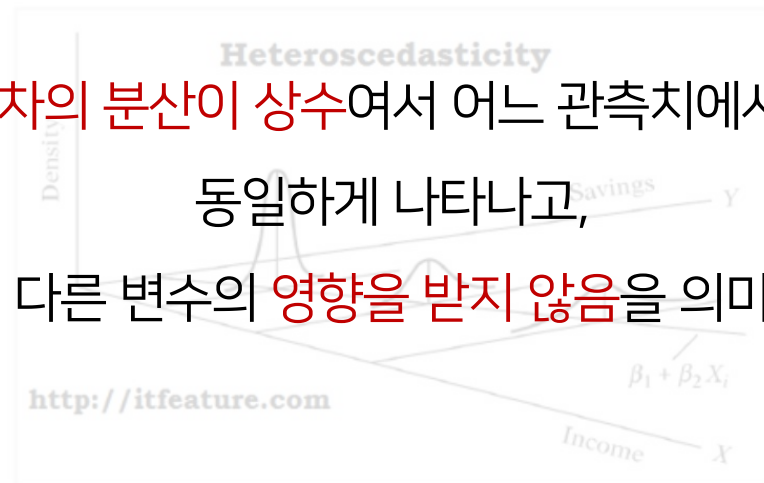 Heteroscedasticity
차의 분산이 상수여서 어느 관측치에서
Density
동일하게 나타나고,
Savings
Y
다른 변수의 영향을 받지 않음을 의미
β₁ + β₂Xᵢ
http://itfeature.com
Income
X